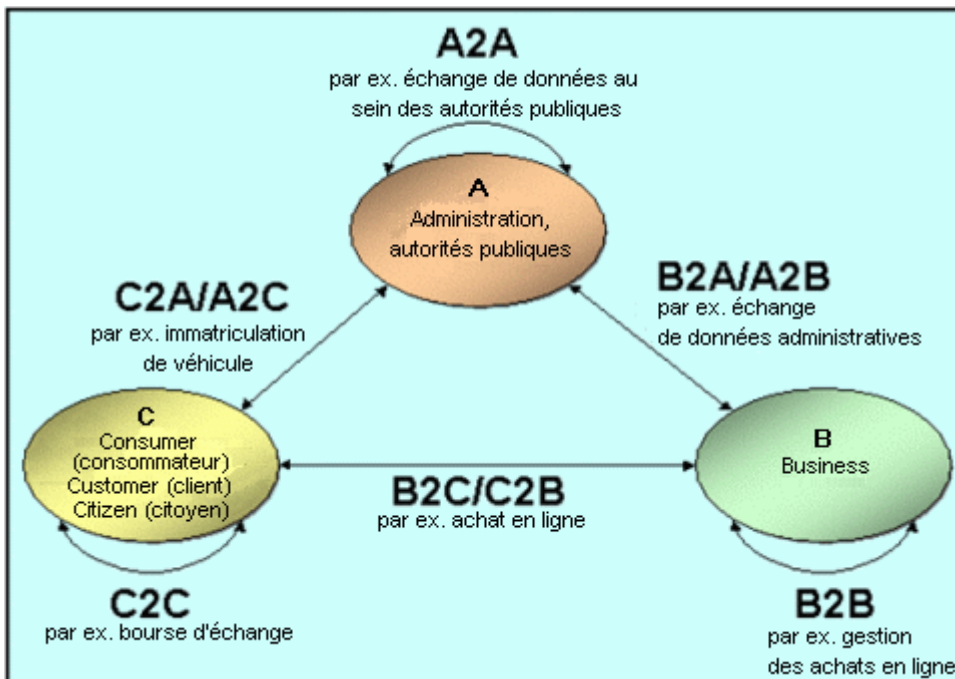 A2A
par ex. échange de données au
sein des autorités publiques
A
Administration,
autorités publiques
C2A/A2C
par ex. immatriculation
de véhicule
B2A/A2B
par ex. échange
de données administratives
C
Consumer
(consommateur)
Customer (client)
Citizen (citoyen)
B
Business
B2C/C2B
par ex. achat en ligne
C2C
par ex. bourse d'échange
B2B
par ex. gestion
des achats en ligne